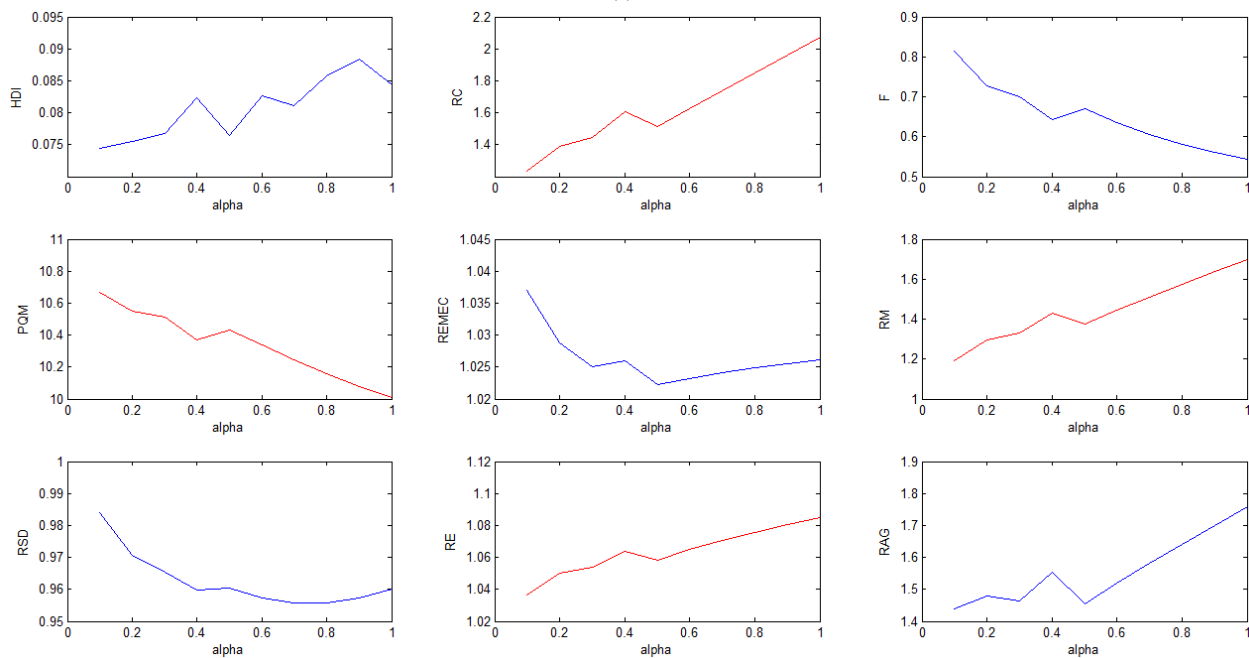 0.095
0.09
0.085
0.08
0.075
HDI
0 0.2 0.4 0.6 0.8 1
alpha
2.2
2
1.8
1.6
1.4
RC
0 0.2 0.4 0.6 0.8 1
alpha
0.9
0.8
0.7
0.6
0.5
F
0 0.2 0.4 0.6 0.8 1
alpha
11
10.8
10.6
10.4
10.2
10
PQM
0 0.2 0.4 0.6 0.8 1
alpha
1.045
1.04
1.035
1.03
1.025
1.02
REMEC
0 0.2 0.4 0.6 0.8 1
alpha
1.8
1.6
1.4
1.2
1
RM
0 0.2 0.4 0.6 0.8 1
alpha
1
0.99
0.98
0.97
0.96
0.95
RSD
0 0.2 0.4 0.6 0.8 1
alpha
1.12
1.1
1.08
1.06
1.04
1.02
RE
0 0.2 0.4 0.6 0.8 1
alpha
1.9
1.8
1.7
1.6
1.5
1.4
RAG
0 0.2 0.4 0.6 0.8 1
alpha